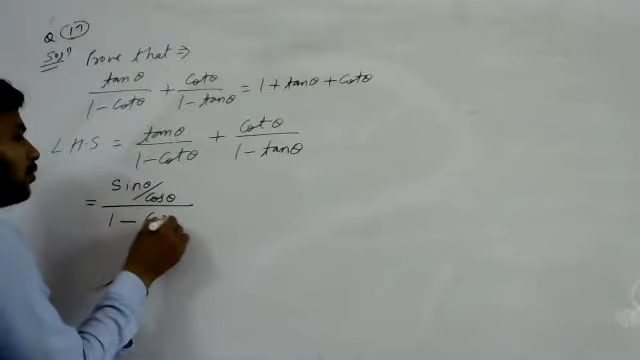 Q 17
Solⁿ Prove that ⇒
tanθ/(1 - cotθ) + cotθ/(1 - tanθ) = 1 + tanθ + cotθ
L H.S = tanθ/(1 - cotθ) + cotθ/(1 - tanθ)
= (sinθ/cosθ)/(1 -